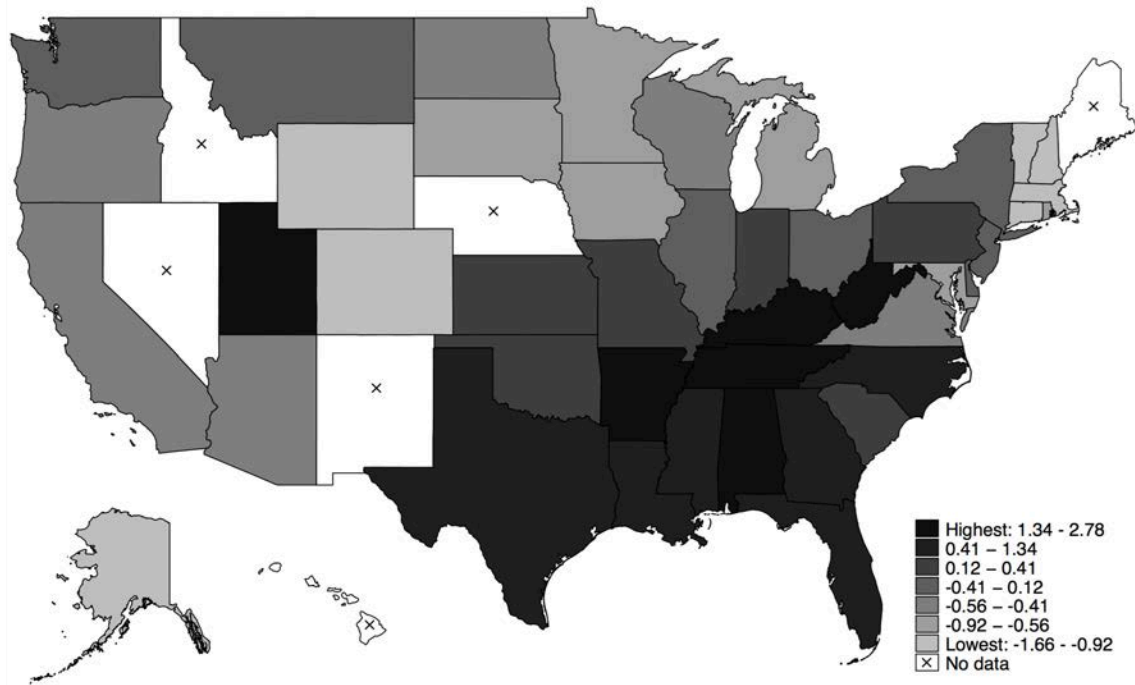 Highest: 1.34 - 2.78
0.41 – 1.34
0.12 – 0.41
-0.41 – 0.12
-0.56 – -0.41
-0.92 – -0.56
Lowest: -1.66 - -0.92
No data